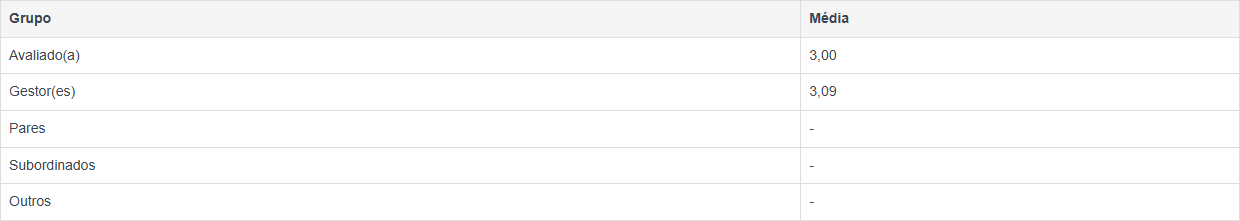 Grupo Média
Avaliado(a) 3,00
Gestor(es) 3,09
Pares -
Subordinados -
Outros -